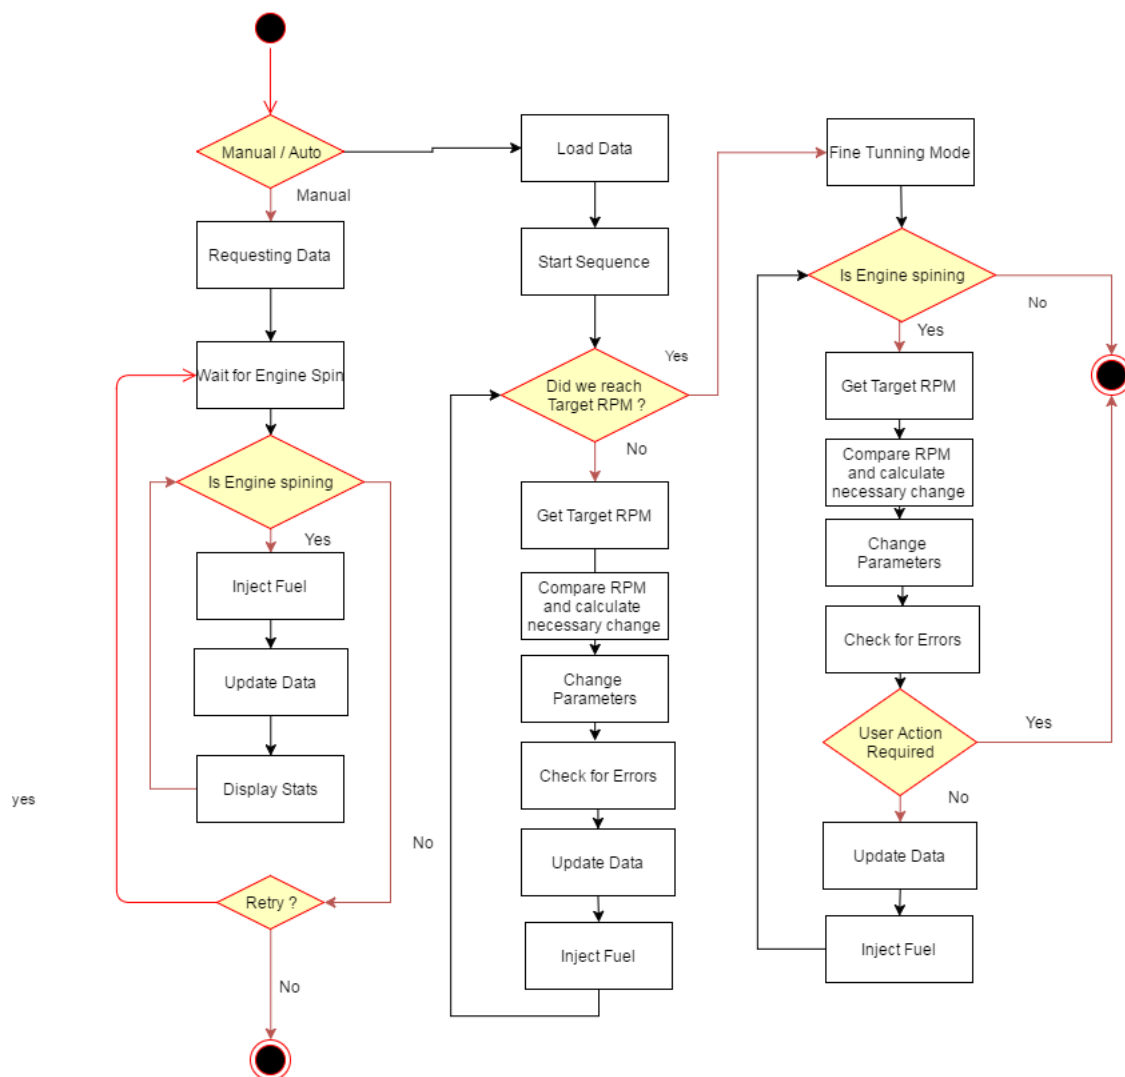 Manual / Auto
Manual
Requesting Data
Wait for Engine Spin
Is Engine spining
Yes
Inject Fuel
Update Data
Display Stats
yes
No
Retry ?
No
Load Data
Start Sequence
Did we reach
Target RPM ?
Yes
No
Get Target RPM
Compare RPM
and calculate
necessary change
Change
Parameters
Check for Errors
Update Data
Inject Fuel
Fine Tunning Mode
Is Engine spining
No
Yes
Get Target RPM
Compare RPM
and calculate
necessary change
Change
Parameters
Check for Errors
User Action
Required
Yes
No
Update Data
Inject Fuel